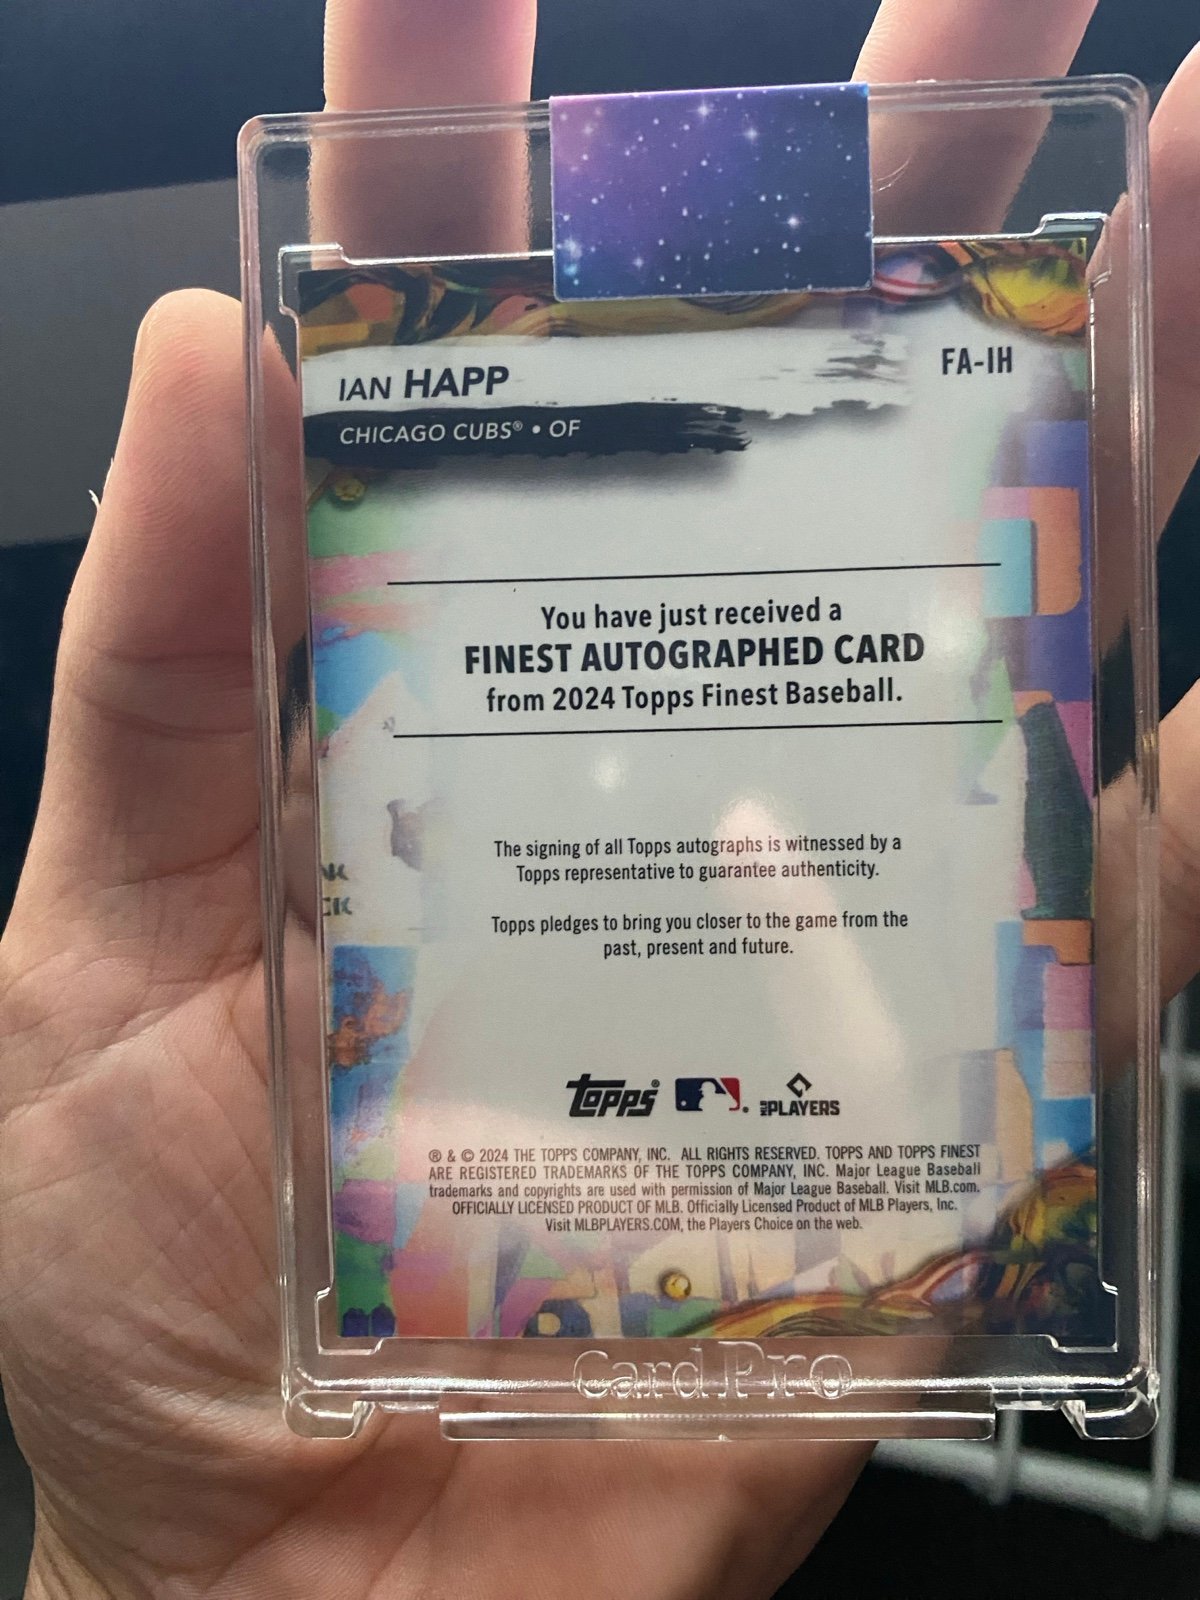 IAN HAPP
FA-IH
CHICAGO CUBS® • OF
You have just received a
FINEST AUTOGRAPHED CARD
from 2024 Topps Finest Baseball.
The signing of all Topps autographs is witnessed by a
Topps representative to guarantee authenticity.
Topps pledges to bring you closer to the game from the
past, present and future.
Topps®
PLAYERS
® & © 2024 THE TOPPS COMPANY, INC. ALL RIGHTS RESERVED. TOPPS AND TOPPS FINEST
ARE REGISTERED TRADEMARKS OF THE TOPPS COMPANY, INC. Major League Baseball
trademarks and copyrights are used with permission of Major League Baseball. Visit MLB.com.
OFFICIALLY LICENSED PRODUCT OF MLB. Officially Licensed Product of MLB Players, Inc.
Visit MLBPLAYERS.COM, the Players Choice on the web.
Card Pro